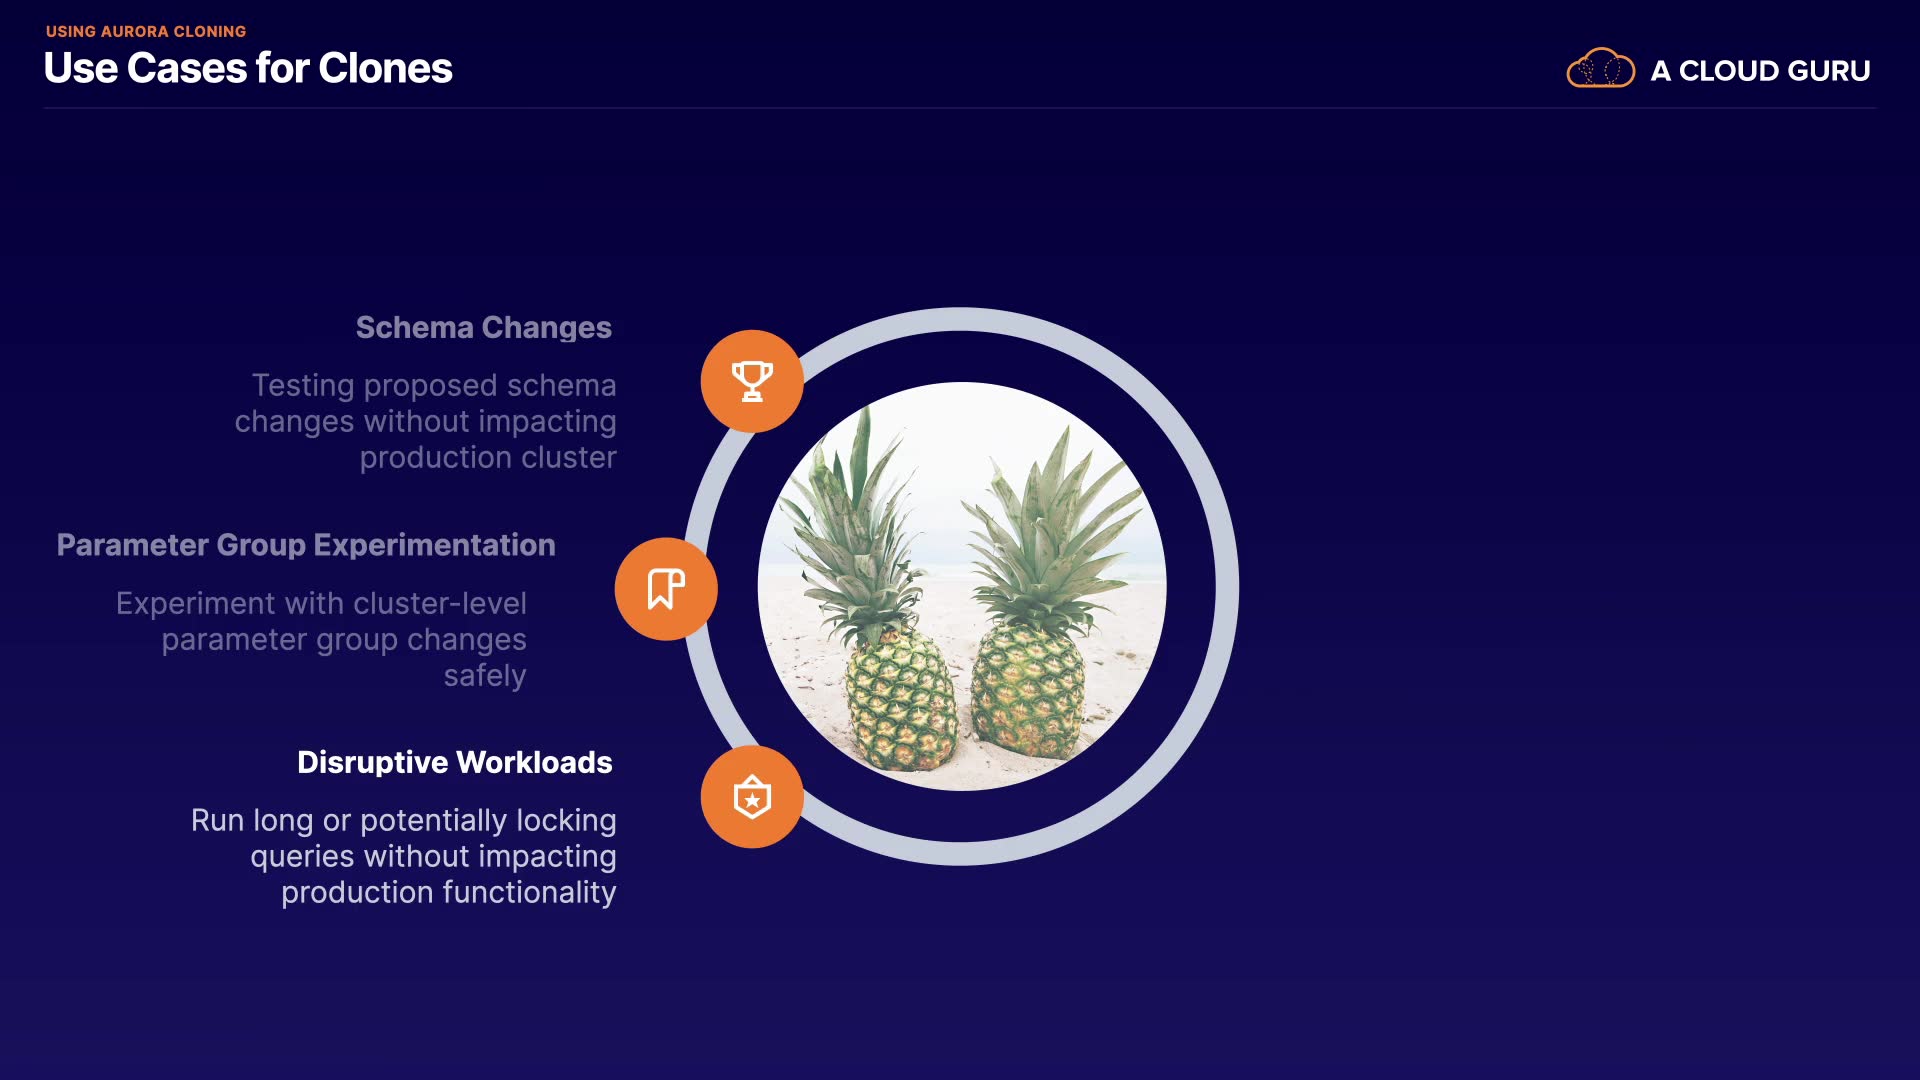 USING AURORA CLONING
Use Cases for Clones
A CLOUD GURU
Schema Changes
Testing proposed schema
changes without impacting
production cluster
Parameter Group Experimentation
Experiment with cluster-level
parameter group changes
safely
Disruptive Workloads
Run long or potentially locking
queries without impacting
production functionality